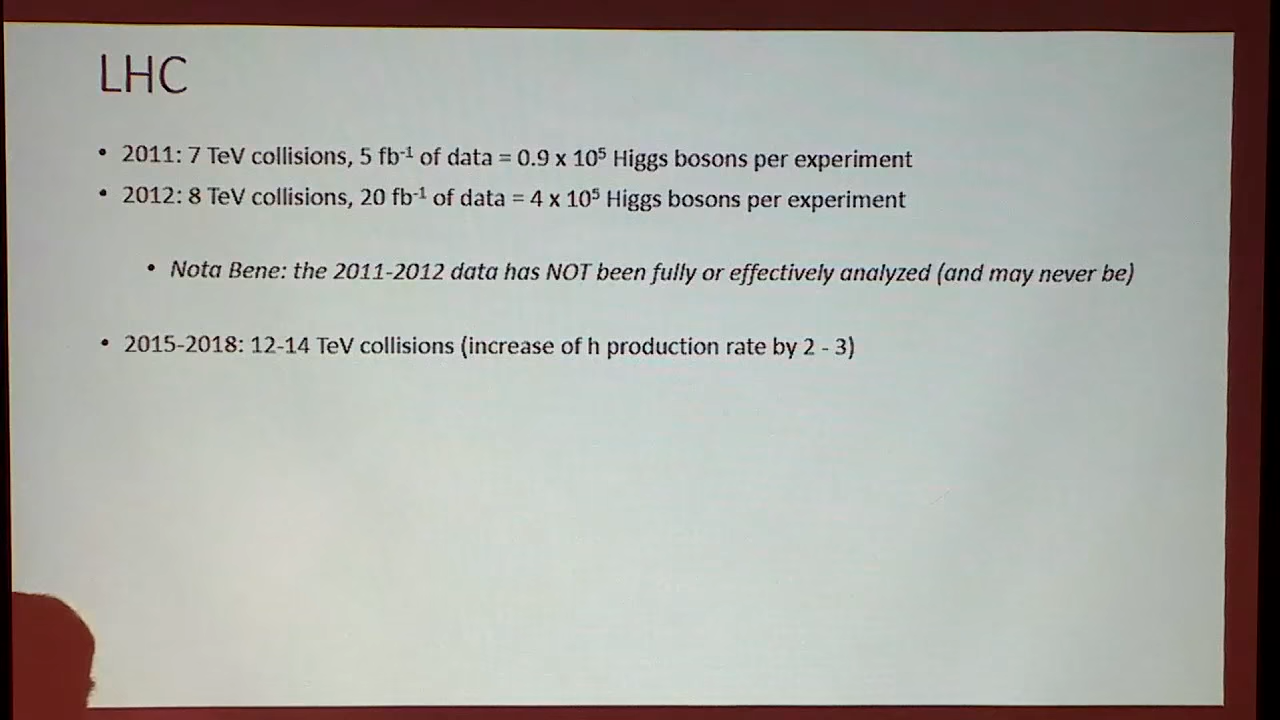 LHC
• 2011: 7 TeV collisions, 5 fb⁻¹ of data = 0.9 x 10⁵ Higgs bosons per experiment
• 2012: 8 TeV collisions, 20 fb⁻¹ of data = 4 x 10⁵ Higgs bosons per experiment
• Nota Bene: the 2011-2012 data has NOT been fully or effectively analyzed (and may never be)
• 2015-2018: 12-14 TeV collisions (increase of h production rate by 2 - 3)